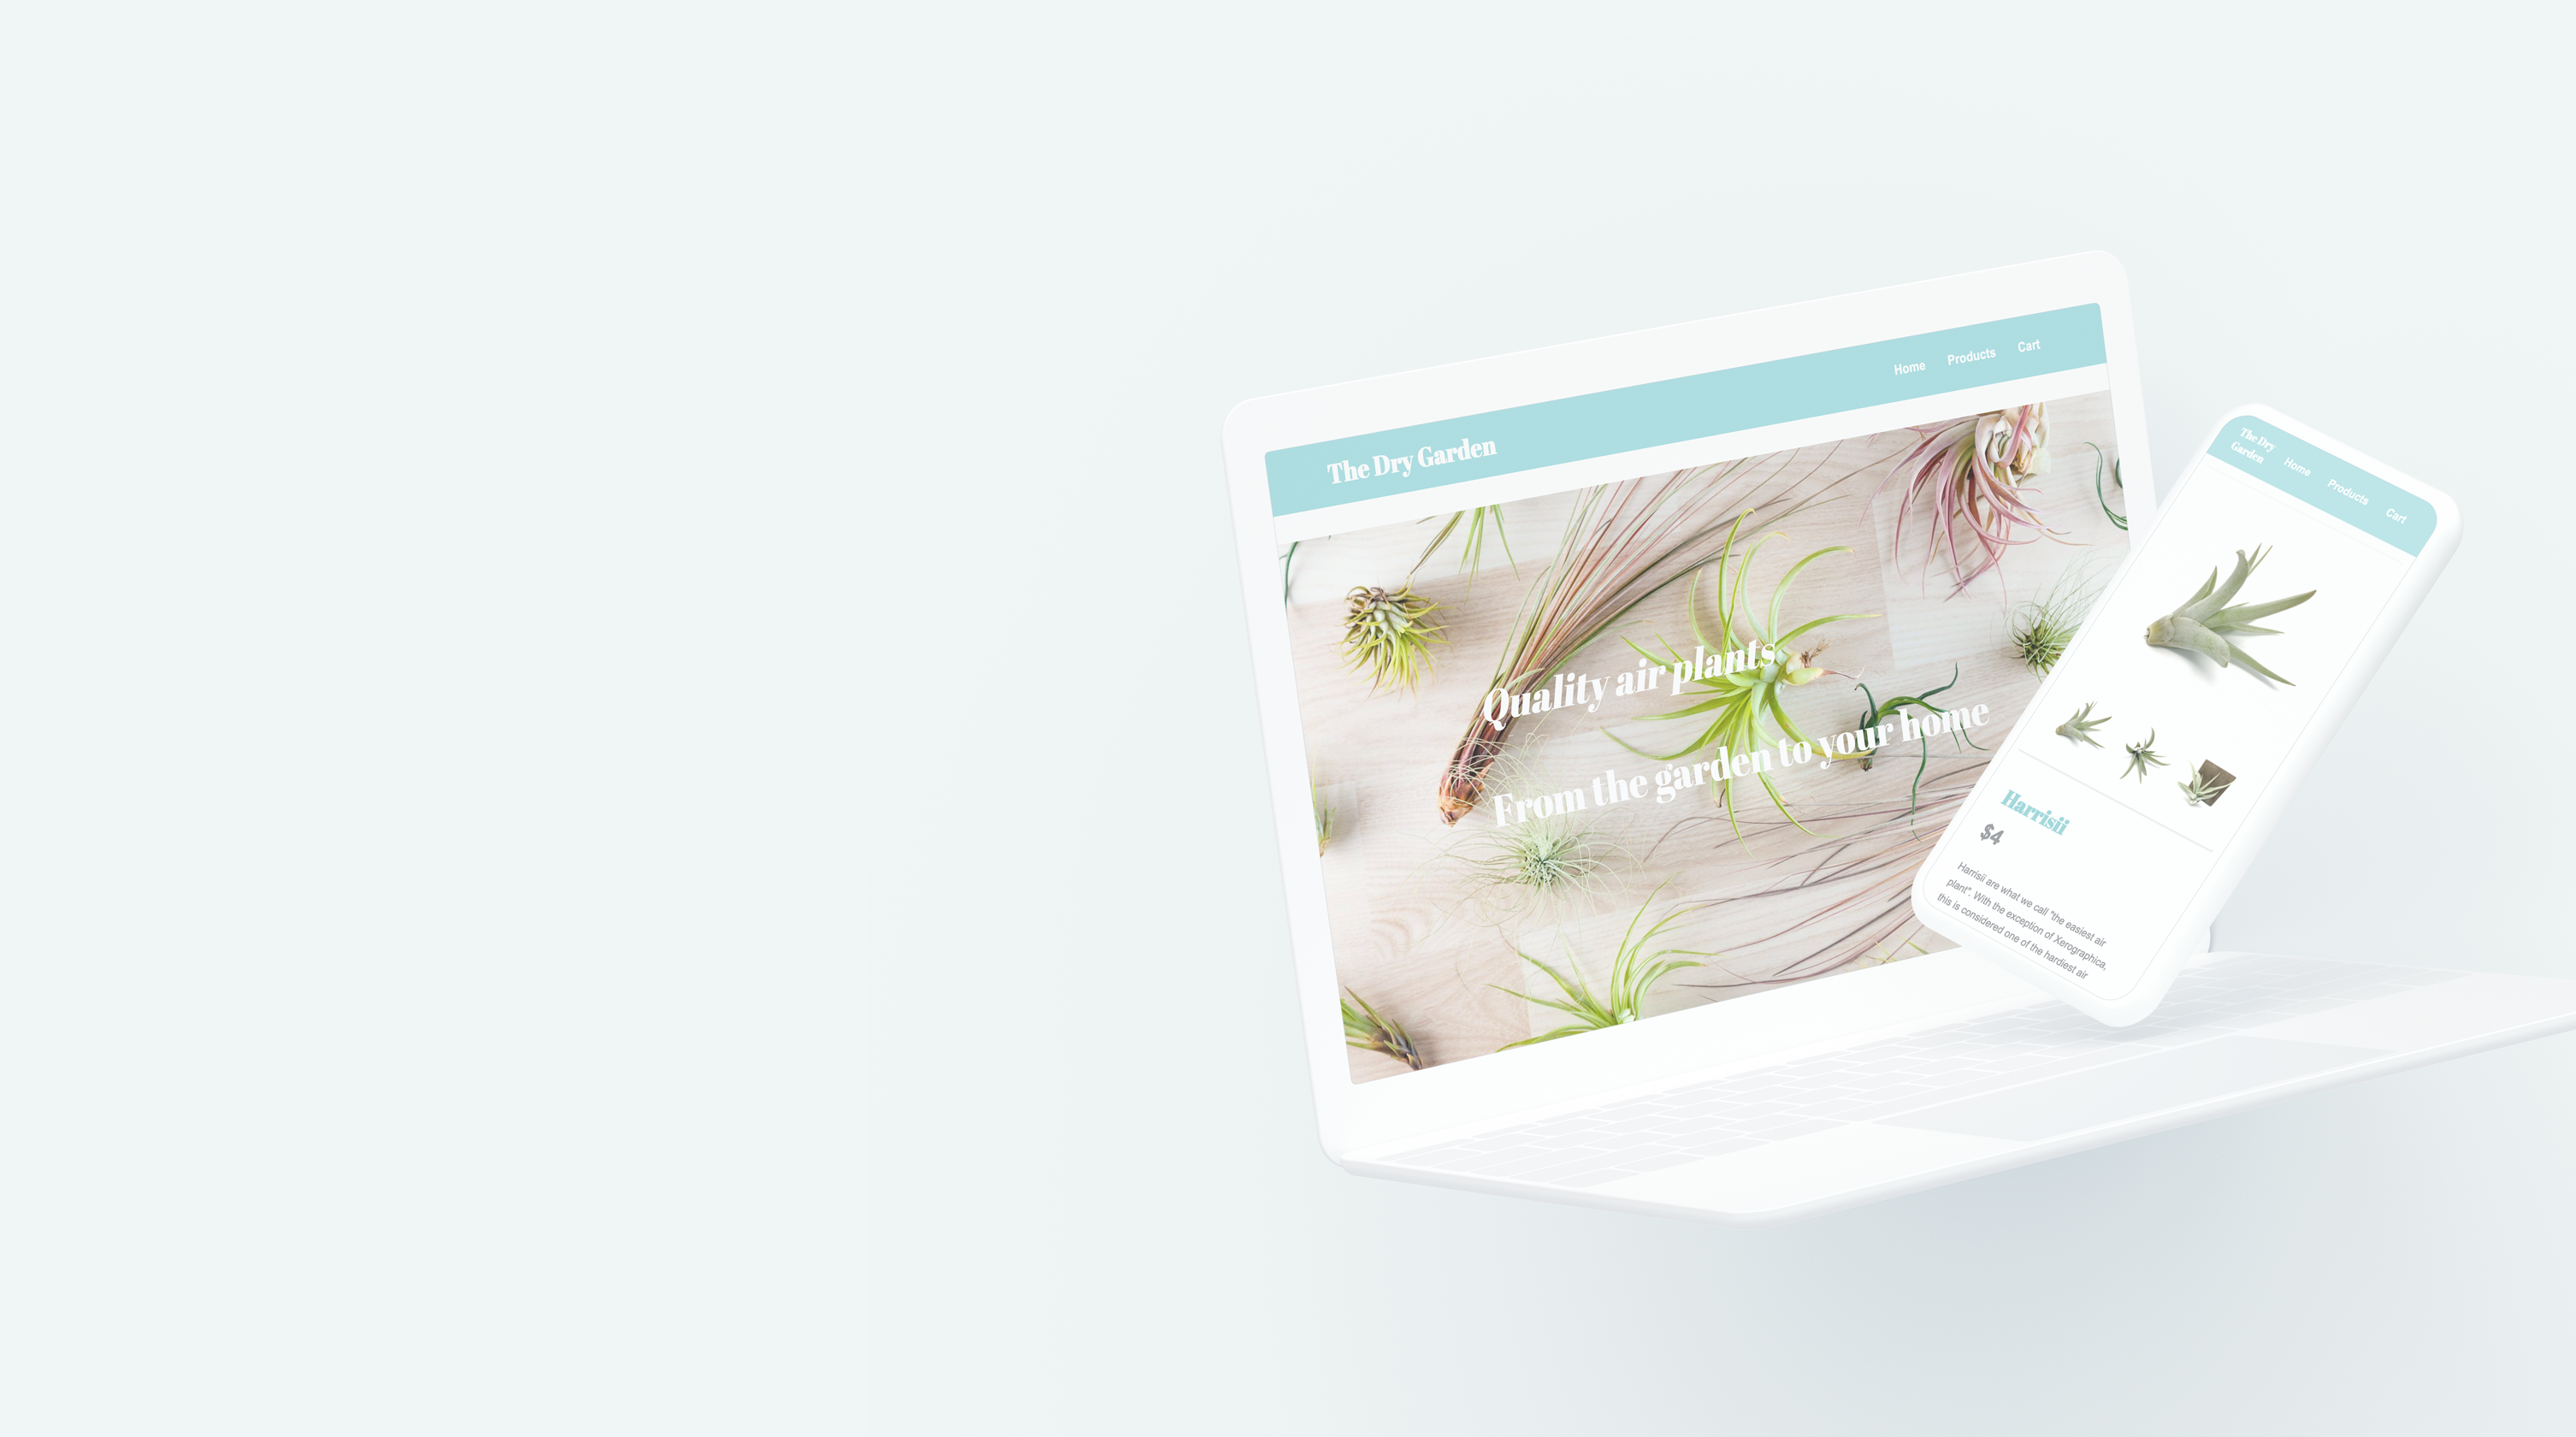 The Dry Garden
Home Products Cart
Quality air plants
From the garden to your home
The Dry
Garden
Home Products Cart
Harrisii
$4
Harrisii are what we call "the easiest air
plant". With the exception of Xerographica,
this is considered one of the hardiest air